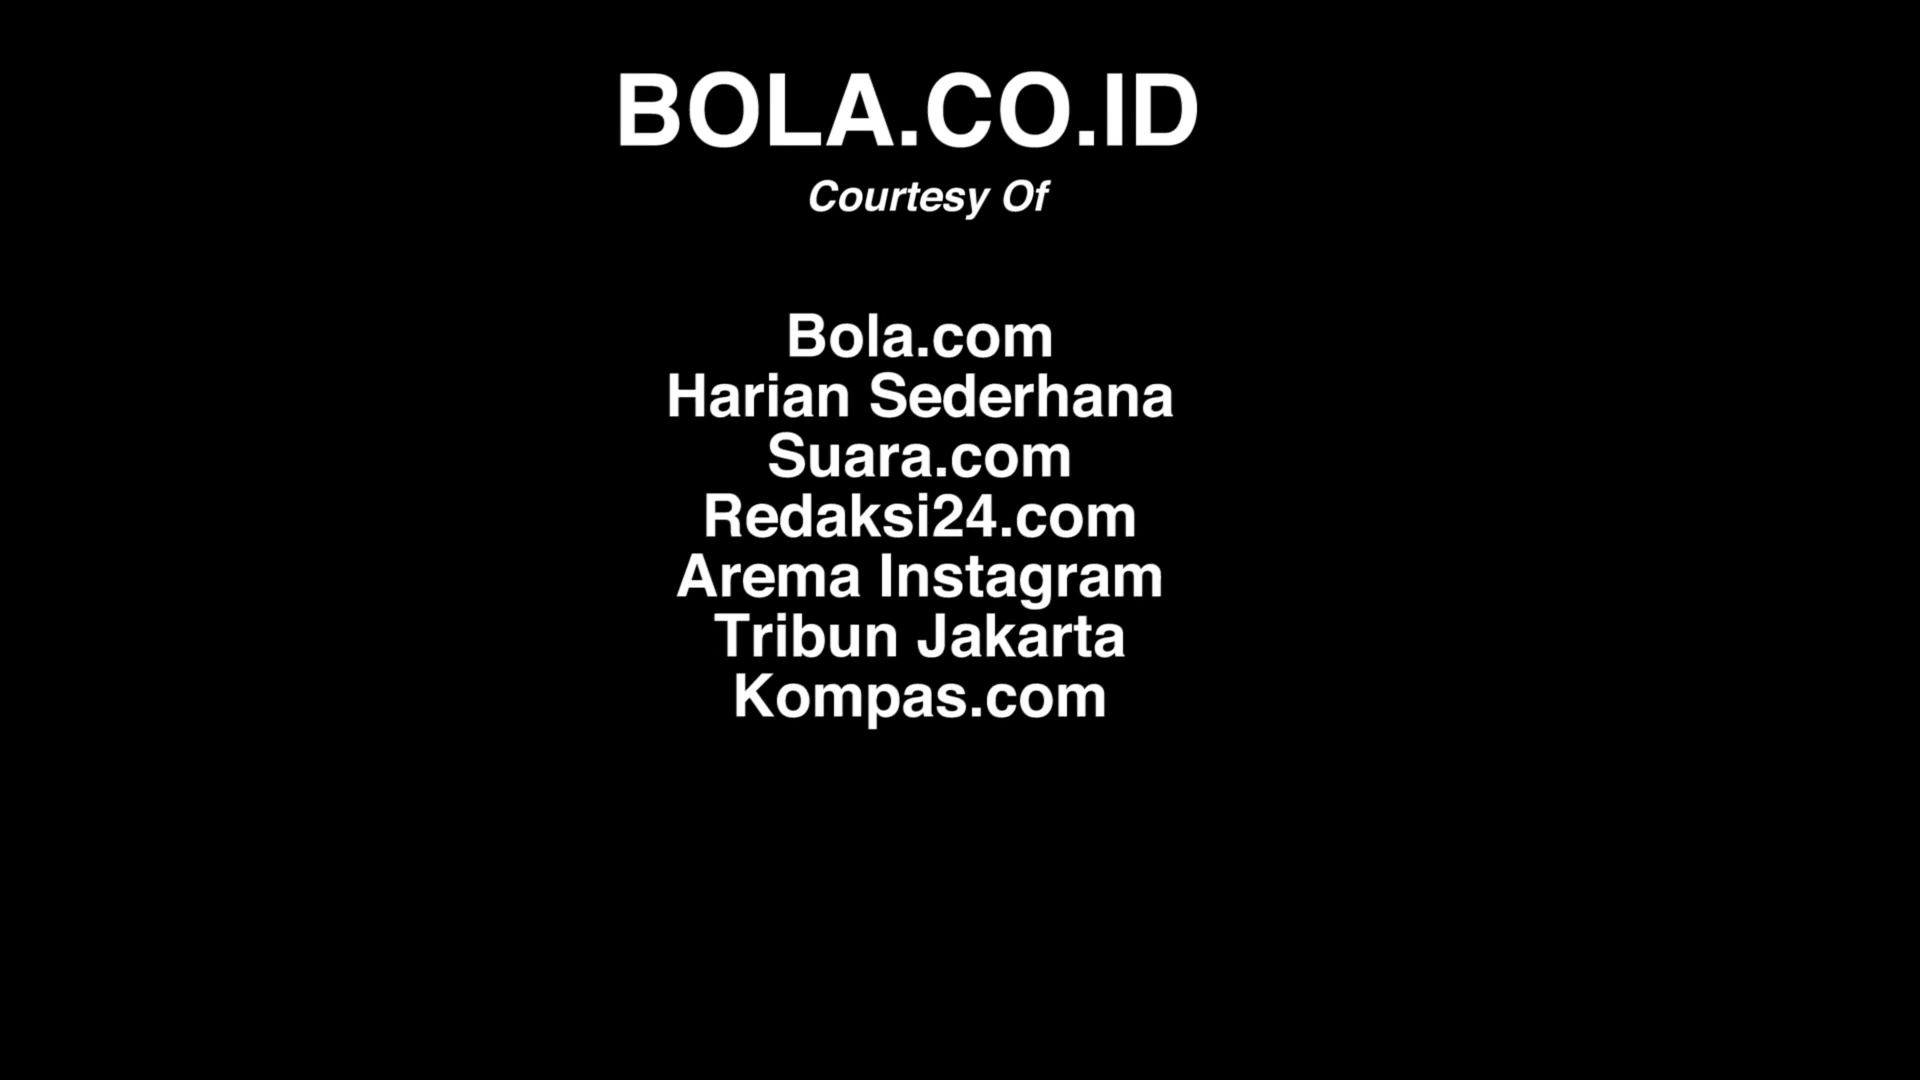 BOLA.CO.ID
Courtesy Of
Bola.com
Harian Sederhana
Suara.com
Redaksi24.com
Arema Instagram
Tribun Jakarta
Kompas.com